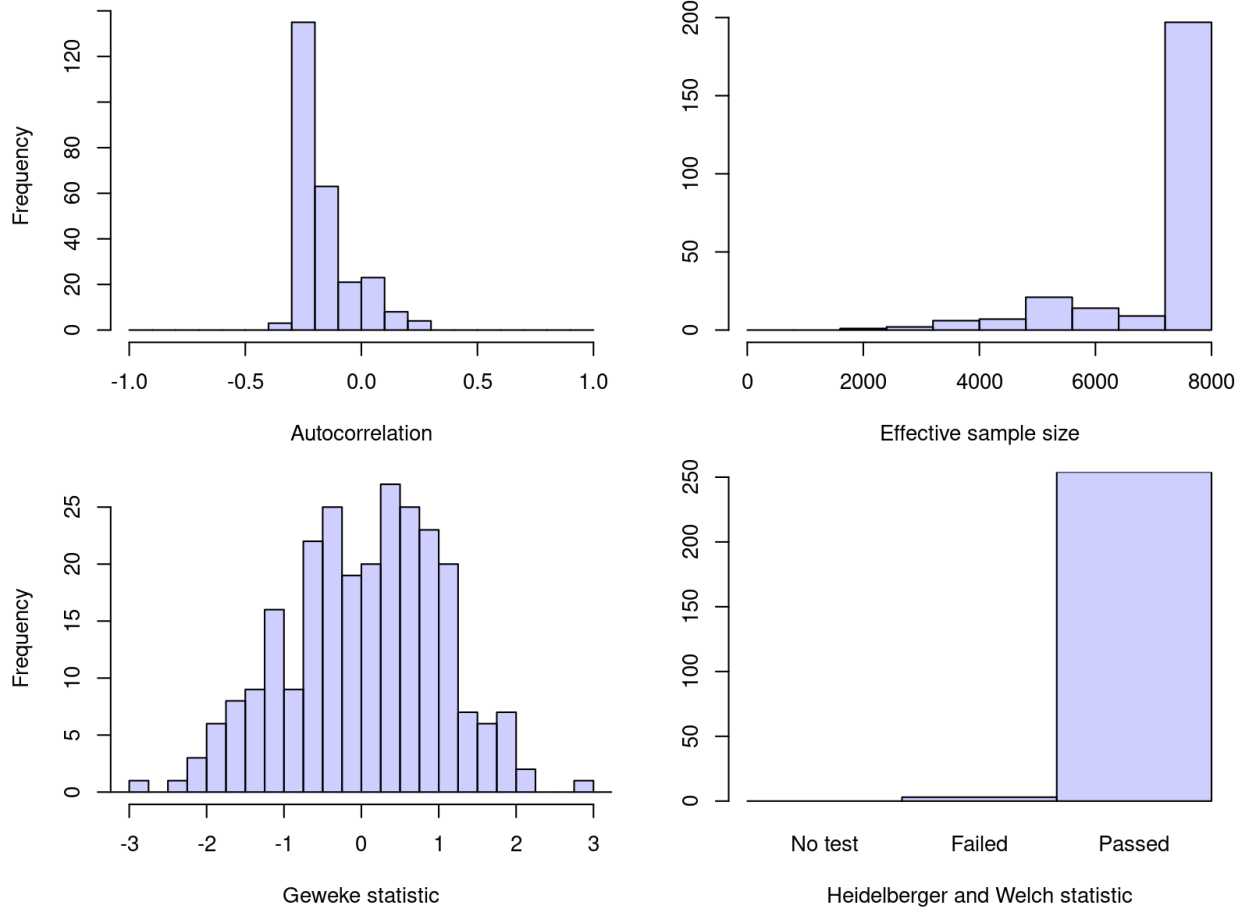 Frequency
0 20 40 60 80 120
-1.0 -0.5 0.0 0.5 1.0
Autocorrelation
0 50 100 150 200
0 2000 4000 6000 8000
Effective sample size
Frequency
0 5 10 15 20 25
-3 -2 -1 0 1 2 3
Geweke statistic
0 50 100 150 200 250
No test Failed Passed
Heidelberger and Welch statistic